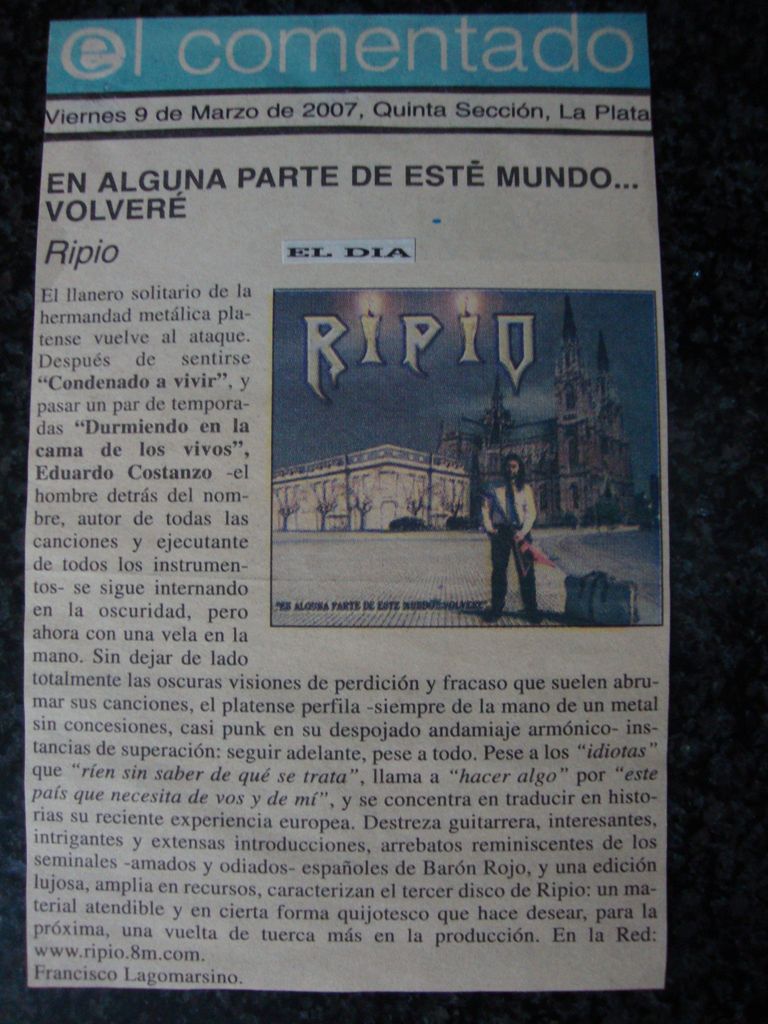 el comentado
Viernes 9 de Marzo de 2007, Quinta Sección, La Plata
EN ALGUNA PARTE DE ESTE MUNDO...
VOLVERÉ
Ripio
EL DIA
El llanero solitario de la
hermandad metálica pla-
tense vuelve al ataque.
Después de sentirse
“Condenado a vivir”, y
pasar un par de tempora-
das “Durmiendo en la
cama de los vivos”,
Eduardo Costanzo -el
hombre detrás del nom-
bre, autor de todas las
canciones y ejecutante
de todos los instrumen-
tos- se sigue internando
en la oscuridad, pero
ahora con una vela en la
mano. Sin dejar de lado
totalmente las oscuras visiones de perdición y fracaso que suelen abru-
mar sus canciones, el platense perfila -siempre de la mano de un metal
sin concesiones, casi punk en su despojado andamiaje armónico- ins-
tancias de superación: seguir adelante, pese a todo. Pese a los “idiotas”
que “ríen sin saber de qué se trata”, llama a “hacer algo” por “este
país que necesita de vos y de mí”, y se concentra en traducir en histo-
rias su reciente experiencia europea. Destreza guitarrera, interesantes,
intrigantes y extensas introducciones, arrebatos reminiscentes de los
seminales -amados y odiados- españoles de Barón Rojo, y una edición
lujosa, amplia en recursos, caracterizan el tercer disco de Ripio: un ma-
terial atendible y en cierta forma quijotesco que hace desear, para la
próxima, una vuelta de tuerca más en la producción. En la Red:
www.ripio.8m.com.
Francisco Lagomarsino.
RIPIO
"EN ALGUNA PARTE DE ESTE MUNDO...VOLVERE"